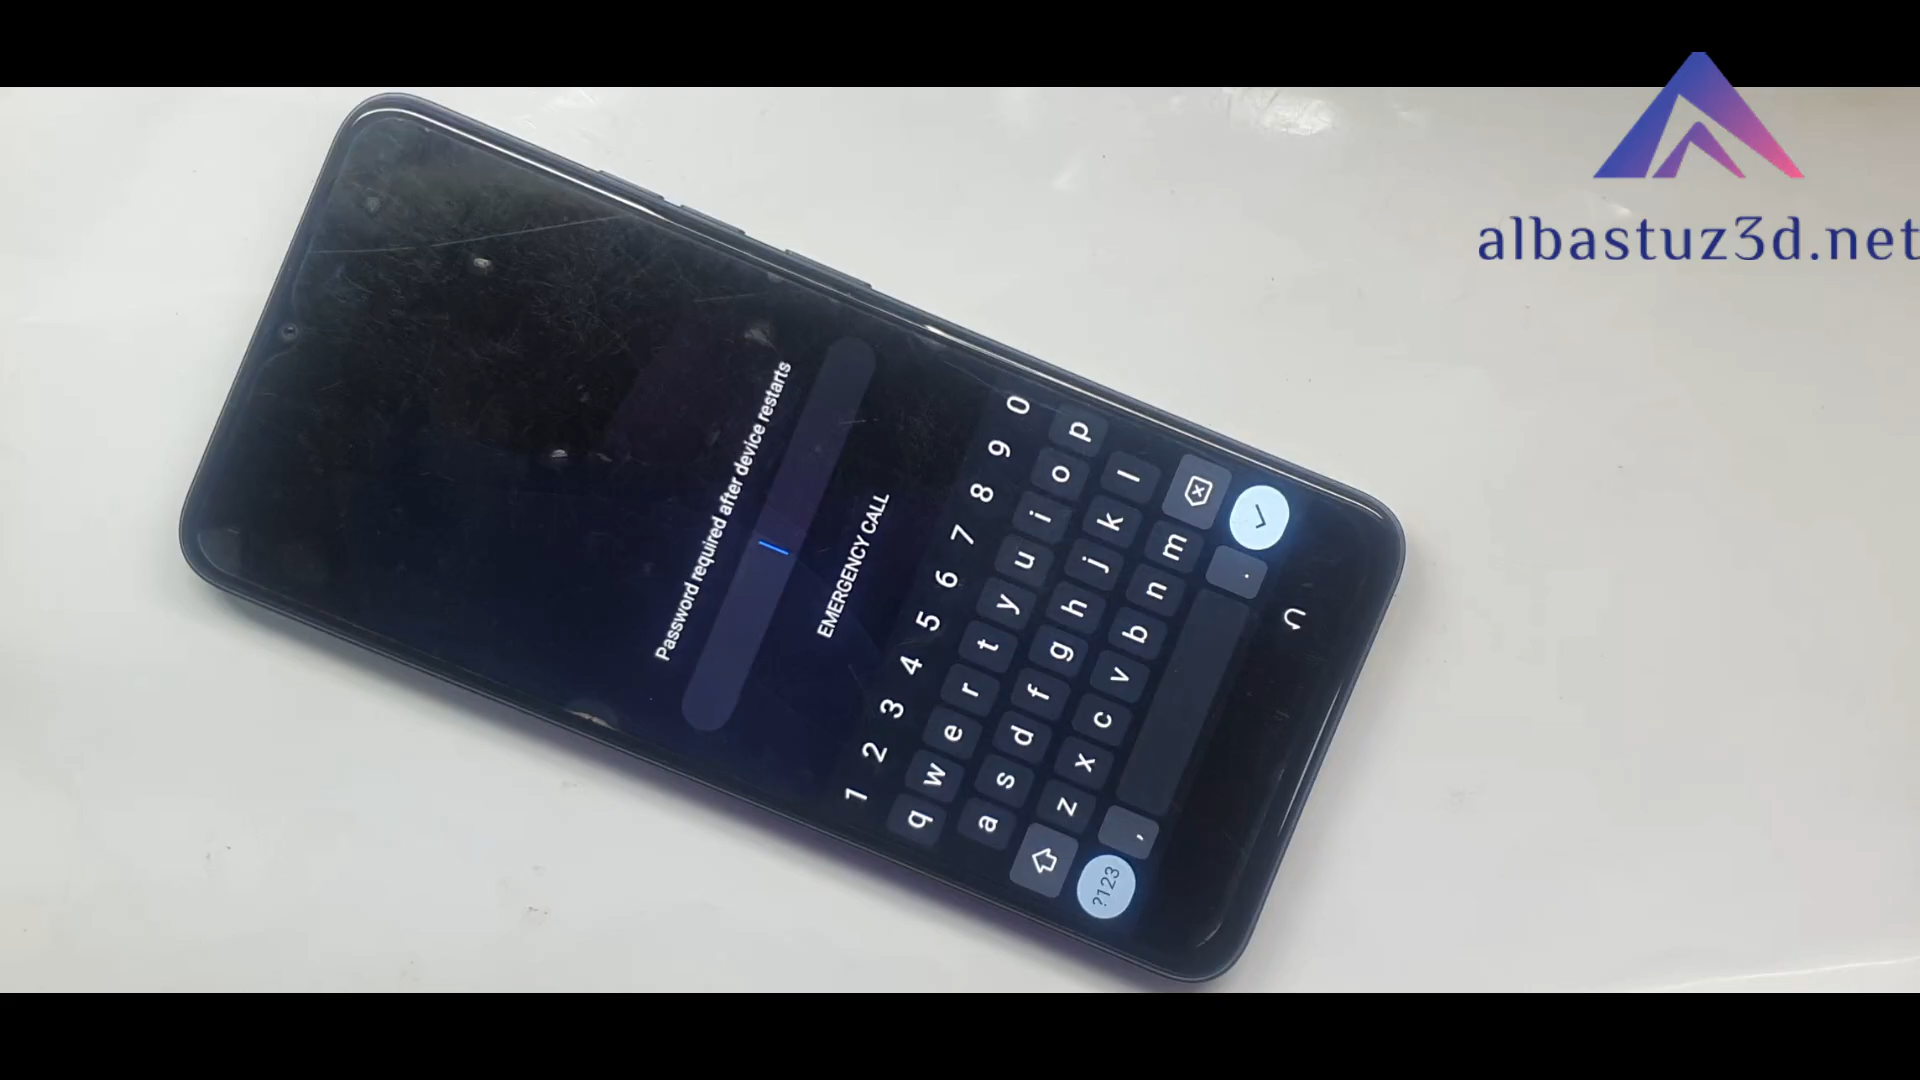 albastuz3d.net
Password required after device restarts
EMERGENCY CALL
1 2 3 4 5 6 7 8 9 0
q w e r t y u i o p
a s d f g h j k l
z x c v b n m
?123 , .